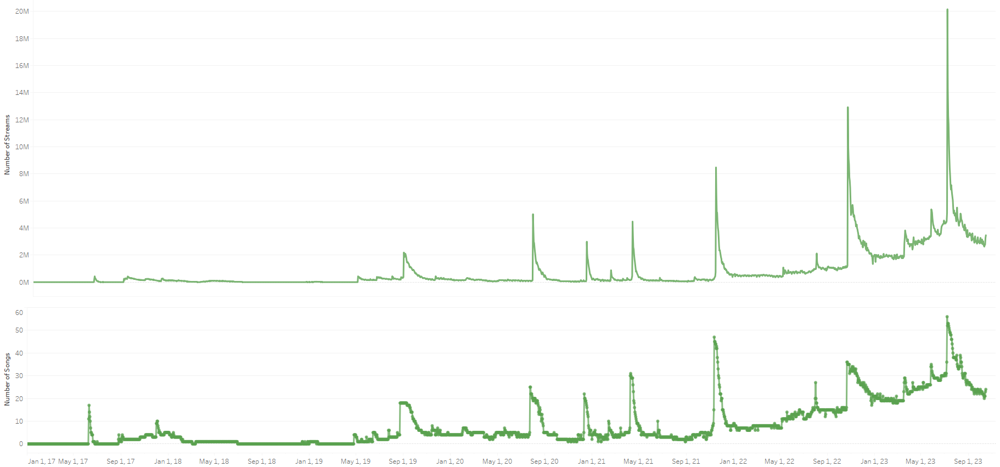 20M
18M
16M
14M
12M
10M
8M
6M
4M
2M
0M
Number of Streams
60
50
40
30
20
10
0
Number of Songs
Jan 1, 17 May 1, 17 Sep 1, 17 Jan 1, 18 May 1, 18 Sep 1, 18 Jan 1, 19 May 1, 19 Sep 1, 19 Jan 1, 20 May 1, 20 Sep 1, 20 Jan 1, 21 May 1, 21 Sep 1, 21 Jan 1, 22 May 1, 22 Sep 1, 22 Jan 1, 23 May 1, 23 Sep 1, 23